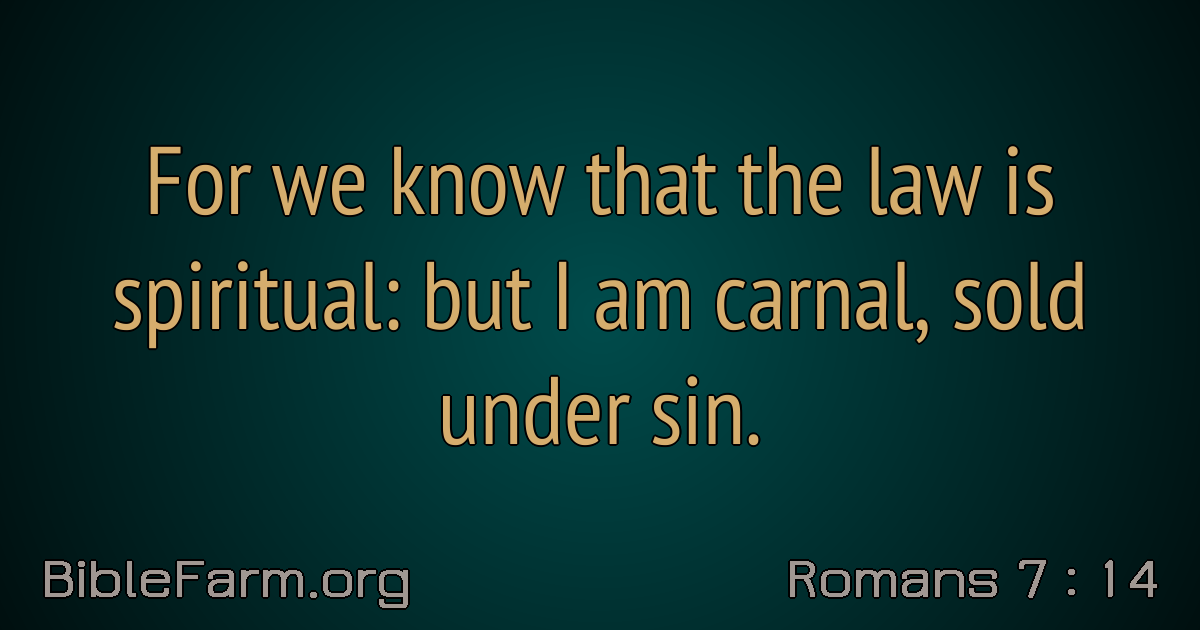 For we know that the law is
spiritual: but I am carnal, sold
under sin.
BibleFarm.org
Romans 7 : 14